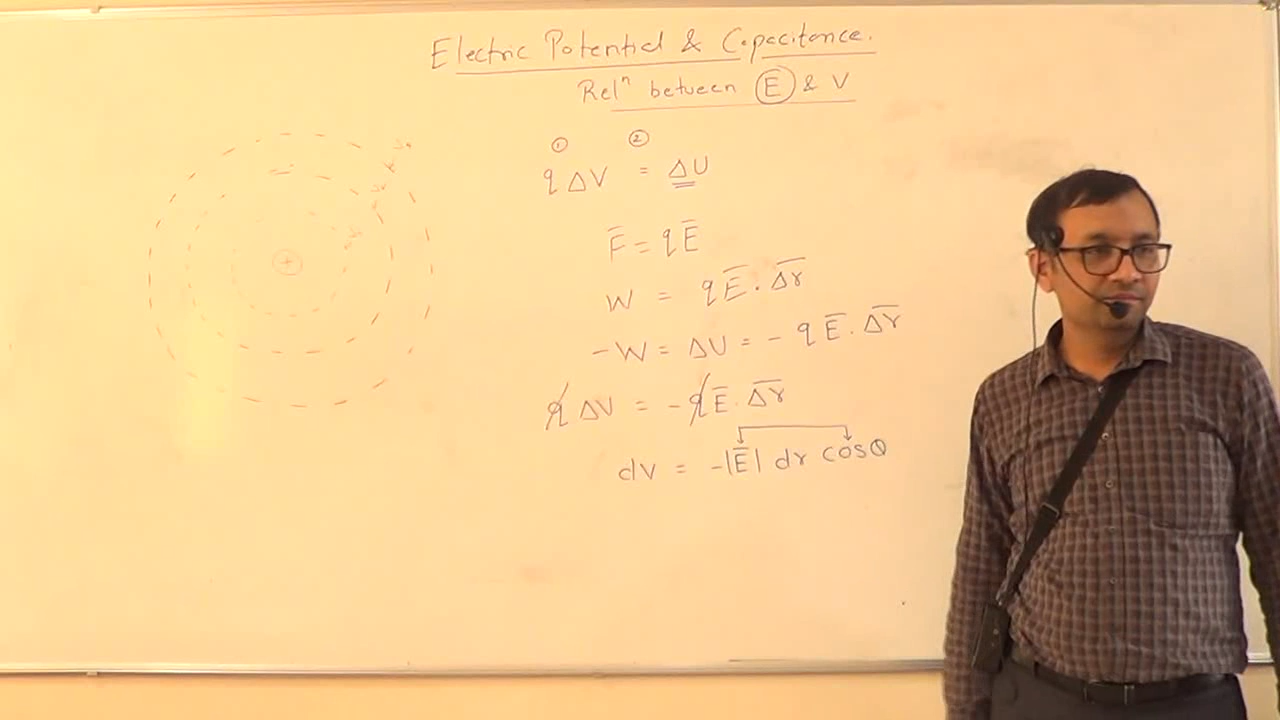 Electric Potential & Capacitance.
Relⁿ between E & V
① ②
q ΔV = ΔU
F̄ = qĒ
W = qĒ . Δr̄
-W = ΔU = - qĒ . Δr̄
q ΔV = - qĒ . Δr̄
dV = -|Ē| dr cosθ
+